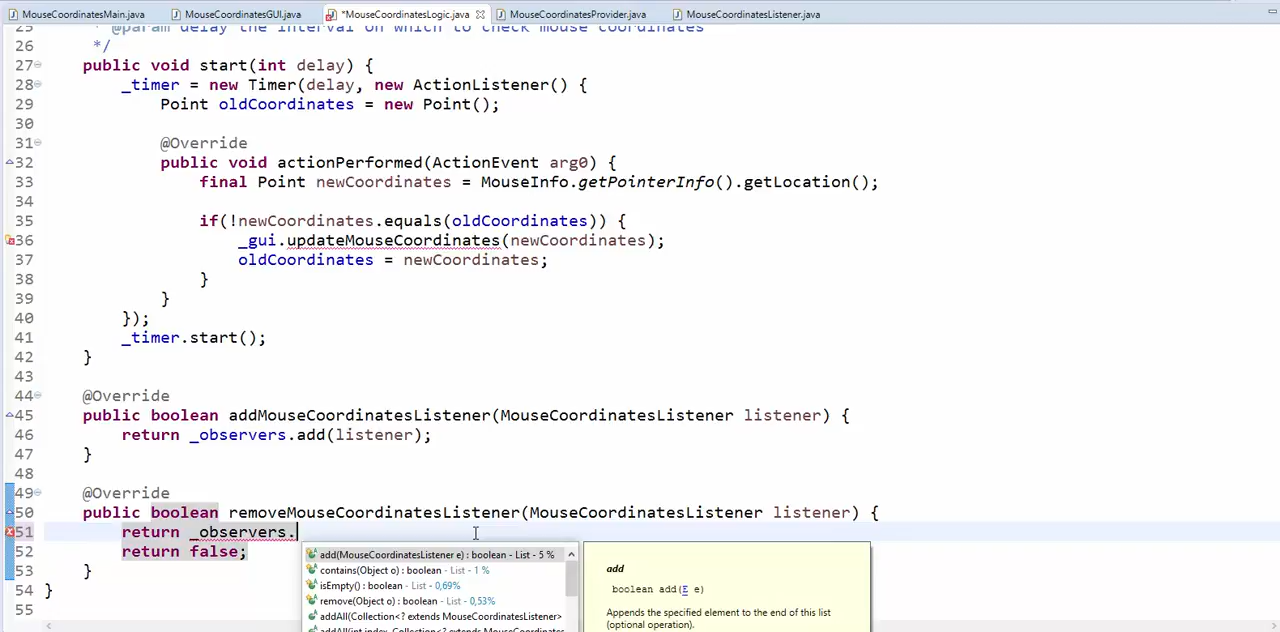 MouseCoordinatesMain.java MouseCoordinatesGUI.java *MouseCoordinatesLogic.java MouseCoordinatesProvider.java MouseCoordinatesListener.java
25 * @param delay the interval on which to check mouse coordinates
26 */
27 public void start(int delay) {
28 _timer = new Timer(delay, new ActionListener() {
29 Point oldCoordinates = new Point();
30
31 @Override
32 public void actionPerformed(ActionEvent arg0) {
33 final Point newCoordinates = MouseInfo.getPointerInfo().getLocation();
34
35 if(!newCoordinates.equals(oldCoordinates)) {
36 _gui.updateMouseCoordinates(newCoordinates);
37 oldCoordinates = newCoordinates;
38 }
39 }
40 });
41 _timer.start();
42 }
43
44 @Override
45 public boolean addMouseCoordinatesListener(MouseCoordinatesListener listener) {
46 return _observers.add(listener);
47 }
48
49 @Override
50 public boolean removeMouseCoordinatesListener(MouseCoordinatesListener listener) {
51 return _observers.
52 return false;
53 }
54 }
55
add(MouseCoordinatesListener e) : boolean - List - 5 %
contains(Object o) : boolean - List - 1 %
isEmpty() : boolean - List - 0,69%
remove(Object o) : boolean - List - 0,53%
addAll(Collection<? extends MouseCoordinatesListener>
addAll(int index, Collection<? extends MouseCoordinates
add
boolean add(E e)
Appends the specified element to the end of this list
(optional operation).